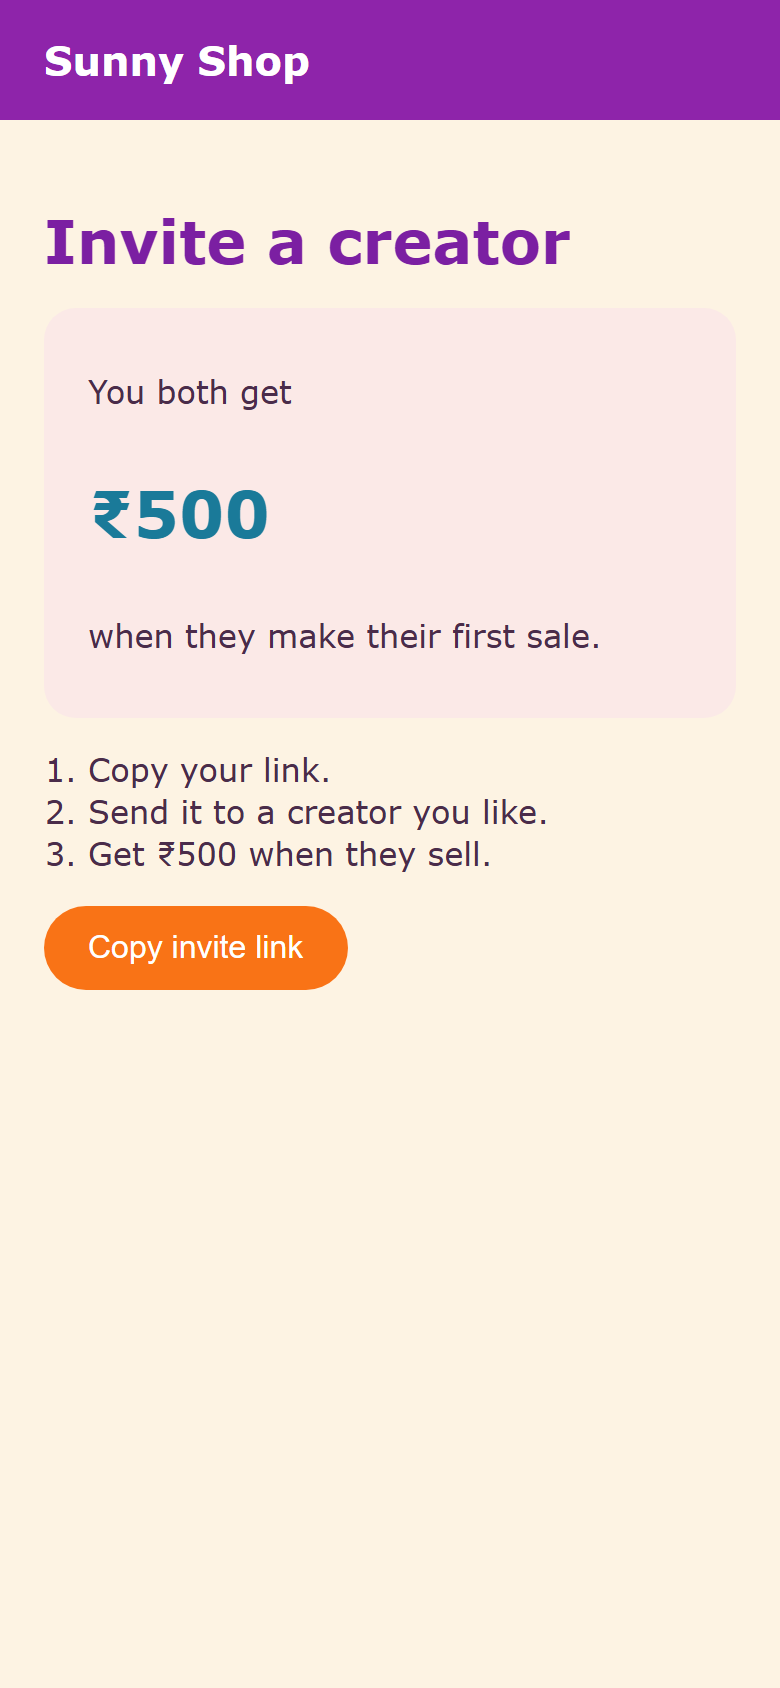 Sunny Shop
Invite a creator
You both get
₹500
when they make their first sale.
1. Copy your link.
2. Send it to a creator you like.
3. Get ₹500 when they sell.
Copy invite link